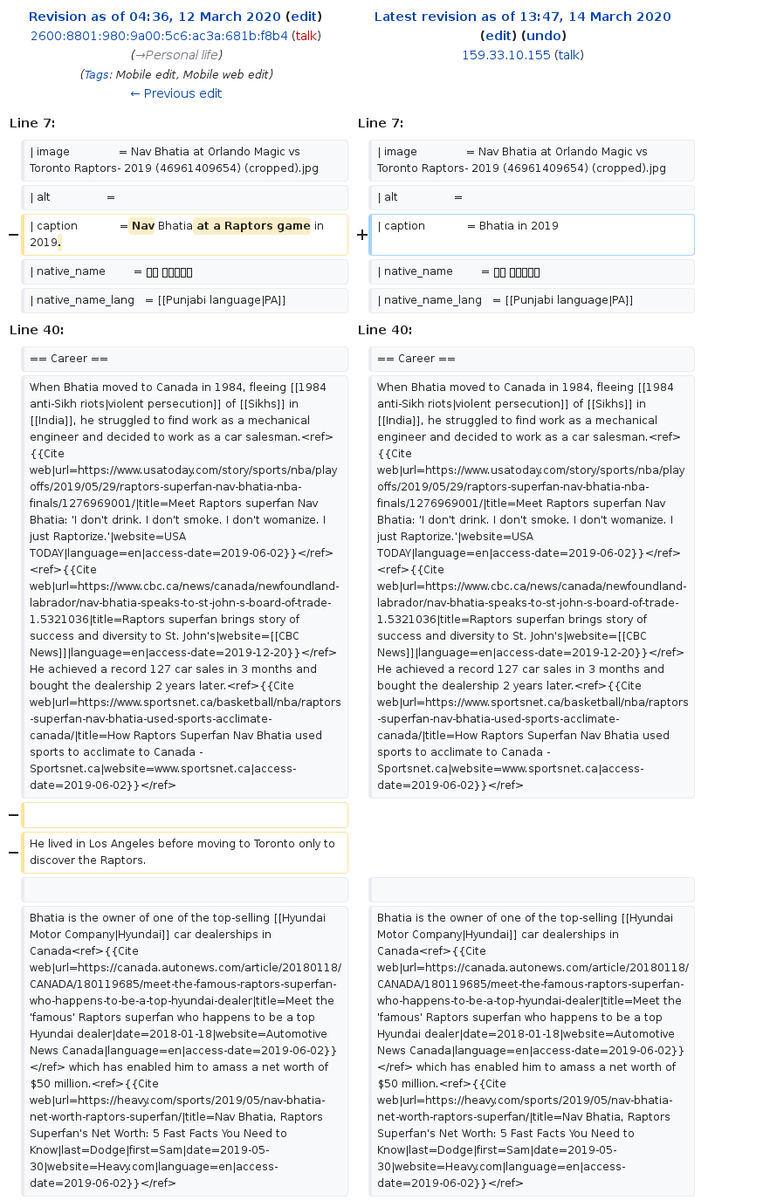 Revision as of 04:36, 12 March 2020 (edit)
2600:8801:980:9a00:5c6:ac3a:681b:f8b4 (talk)
(→Personal life)
(Tags: Mobile edit, Mobile web edit)
← Previous edit
Latest revision as of 13:47, 14 March 2020
(edit) (undo)
159.33.10.155 (talk)
Line 7:
Line 7:
| image = Nav Bhatia at Orlando Magic vs
Toronto Raptors- 2019 (46961409654) (cropped).jpg
| image = Nav Bhatia at Orlando Magic vs
Toronto Raptors- 2019 (46961409654) (cropped).jpg
| alt =
| alt =
− | caption = Nav Bhatia at a Raptors game in
2019.
+ | caption = Bhatia in 2019
| native_name =
| native_name =
| native_name_lang = [[Punjabi language|PA]]
| native_name_lang = [[Punjabi language|PA]]
Line 40:
Line 40:
== Career ==
== Career ==
When Bhatia moved to Canada in 1984, fleeing [[1984
anti-Sikh riots|violent persecution]] of [[Sikhs]] in
[[India]], he struggled to find work as a mechanical
engineer and decided to work as a car salesman.<ref>
{{Cite
web|url=https://www.usatoday.com/story/sports/nba/play
offs/2019/05/29/raptors-superfan-nav-bhatia-nba-
finals/1276969001/|title=Meet Raptors superfan Nav
Bhatia: 'I don't drink. I don't smoke. I don't womanize. I
just Raptorize.'|website=USA
TODAY|language=en|access-date=2019-06-02}}</ref>
<ref>{{Cite
web|url=https://www.cbc.ca/news/canada/newfoundland-
labrador/nav-bhatia-speaks-to-st-john-s-board-of-trade-
1.5321036|title=Raptors superfan brings story of
success and diversity to St. John's|website=[[CBC
News]]|language=en|access-date=2019-12-20}}</ref>
He achieved a record 127 car sales in 3 months and
bought the dealership 2 years later.<ref>{{Cite
web|url=https://www.sportsnet.ca/basketball/nba/raptors
-superfan-nav-bhatia-used-sports-acclimate-
canada/|title=How Raptors Superfan Nav Bhatia used
sports to acclimate to Canada -
Sportsnet.ca|website=www.sportsnet.ca|access-
date=2019-06-02}}</ref>
When Bhatia moved to Canada in 1984, fleeing [[1984
anti-Sikh riots|violent persecution]] of [[Sikhs]] in
[[India]], he struggled to find work as a mechanical
engineer and decided to work as a car salesman.<ref>
{{Cite
web|url=https://www.usatoday.com/story/sports/nba/play
offs/2019/05/29/raptors-superfan-nav-bhatia-nba-
finals/1276969001/|title=Meet Raptors superfan Nav
Bhatia: 'I don't drink. I don't smoke. I don't womanize. I
just Raptorize.'|website=USA
TODAY|language=en|access-date=2019-06-02}}</ref>
<ref>{{Cite
web|url=https://www.cbc.ca/news/canada/newfoundland-
labrador/nav-bhatia-speaks-to-st-john-s-board-of-trade-
1.5321036|title=Raptors superfan brings story of
success and diversity to St. John's|website=[[CBC
News]]|language=en|access-date=2019-12-20}}</ref>
He achieved a record 127 car sales in 3 months and
bought the dealership 2 years later.<ref>{{Cite
web|url=https://www.sportsnet.ca/basketball/nba/raptors
-superfan-nav-bhatia-used-sports-acclimate-
canada/|title=How Raptors Superfan Nav Bhatia used
sports to acclimate to Canada -
Sportsnet.ca|website=www.sportsnet.ca|access-
date=2019-06-02}}</ref>
−
− He lived in Los Angeles before moving to Toronto only to
discover the Raptors.
Bhatia is the owner of one of the top-selling [[Hyundai
Motor Company|Hyundai]] car dealerships in
Canada<ref>{{Cite
web|url=https://canada.autonews.com/article/20180118/
CANADA/180119685/meet-the-famous-raptors-superfan-
who-happens-to-be-a-top-hyundai-dealer|title=Meet the
'famous' Raptors superfan who happens to be a top
Hyundai dealer|date=2018-01-18|website=Automotive
News Canada|language=en|access-date=2019-06-02}}
</ref> which has enabled him to amass a net worth of
$50 million.<ref>{{Cite
web|url=https://heavy.com/sports/2019/05/nav-bhatia-
net-worth-raptors-superfan/|title=Nav Bhatia, Raptors
Superfan's Net Worth: 5 Fast Facts You Need to
Know|last=Dodge|first=Sam|date=2019-05-
30|website=Heavy.com|language=en|access-
date=2019-06-02}}</ref>
Bhatia is the owner of one of the top-selling [[Hyundai
Motor Company|Hyundai]] car dealerships in
Canada<ref>{{Cite
web|url=https://canada.autonews.com/article/20180118/
CANADA/180119685/meet-the-famous-raptors-superfan-
who-happens-to-be-a-top-hyundai-dealer|title=Meet the
'famous' Raptors superfan who happens to be a top
Hyundai dealer|date=2018-01-18|website=Automotive
News Canada|language=en|access-date=2019-06-02}}
</ref> which has enabled him to amass a net worth of
$50 million.<ref>{{Cite
web|url=https://heavy.com/sports/2019/05/nav-bhatia-
net-worth-raptors-superfan/|title=Nav Bhatia, Raptors
Superfan's Net Worth: 5 Fast Facts You Need to
Know|last=Dodge|first=Sam|date=2019-05-
30|website=Heavy.com|language=en|access-
date=2019-06-02}}</ref>